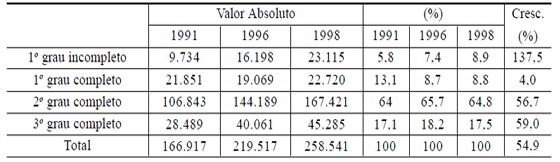 Valor Absoluto (%) Cresc.
1991 1996 1998 1991 1996 1998 (%)
1º grau incompleto 9.734 16.198 23.115 5.8 7.4 8.9 137.5
1º grau completo 21.851 19.069 22.720 13.1 8.7 8.8 4.0
2º grau completo 106.843 144.189 167.421 64 65.7 64.8 56.7
3º grau completo 28.489 40.061 45.285 17.1 18.2 17.5 59.0
Total 166.917 219.517 258.541 100 100 100 54.9